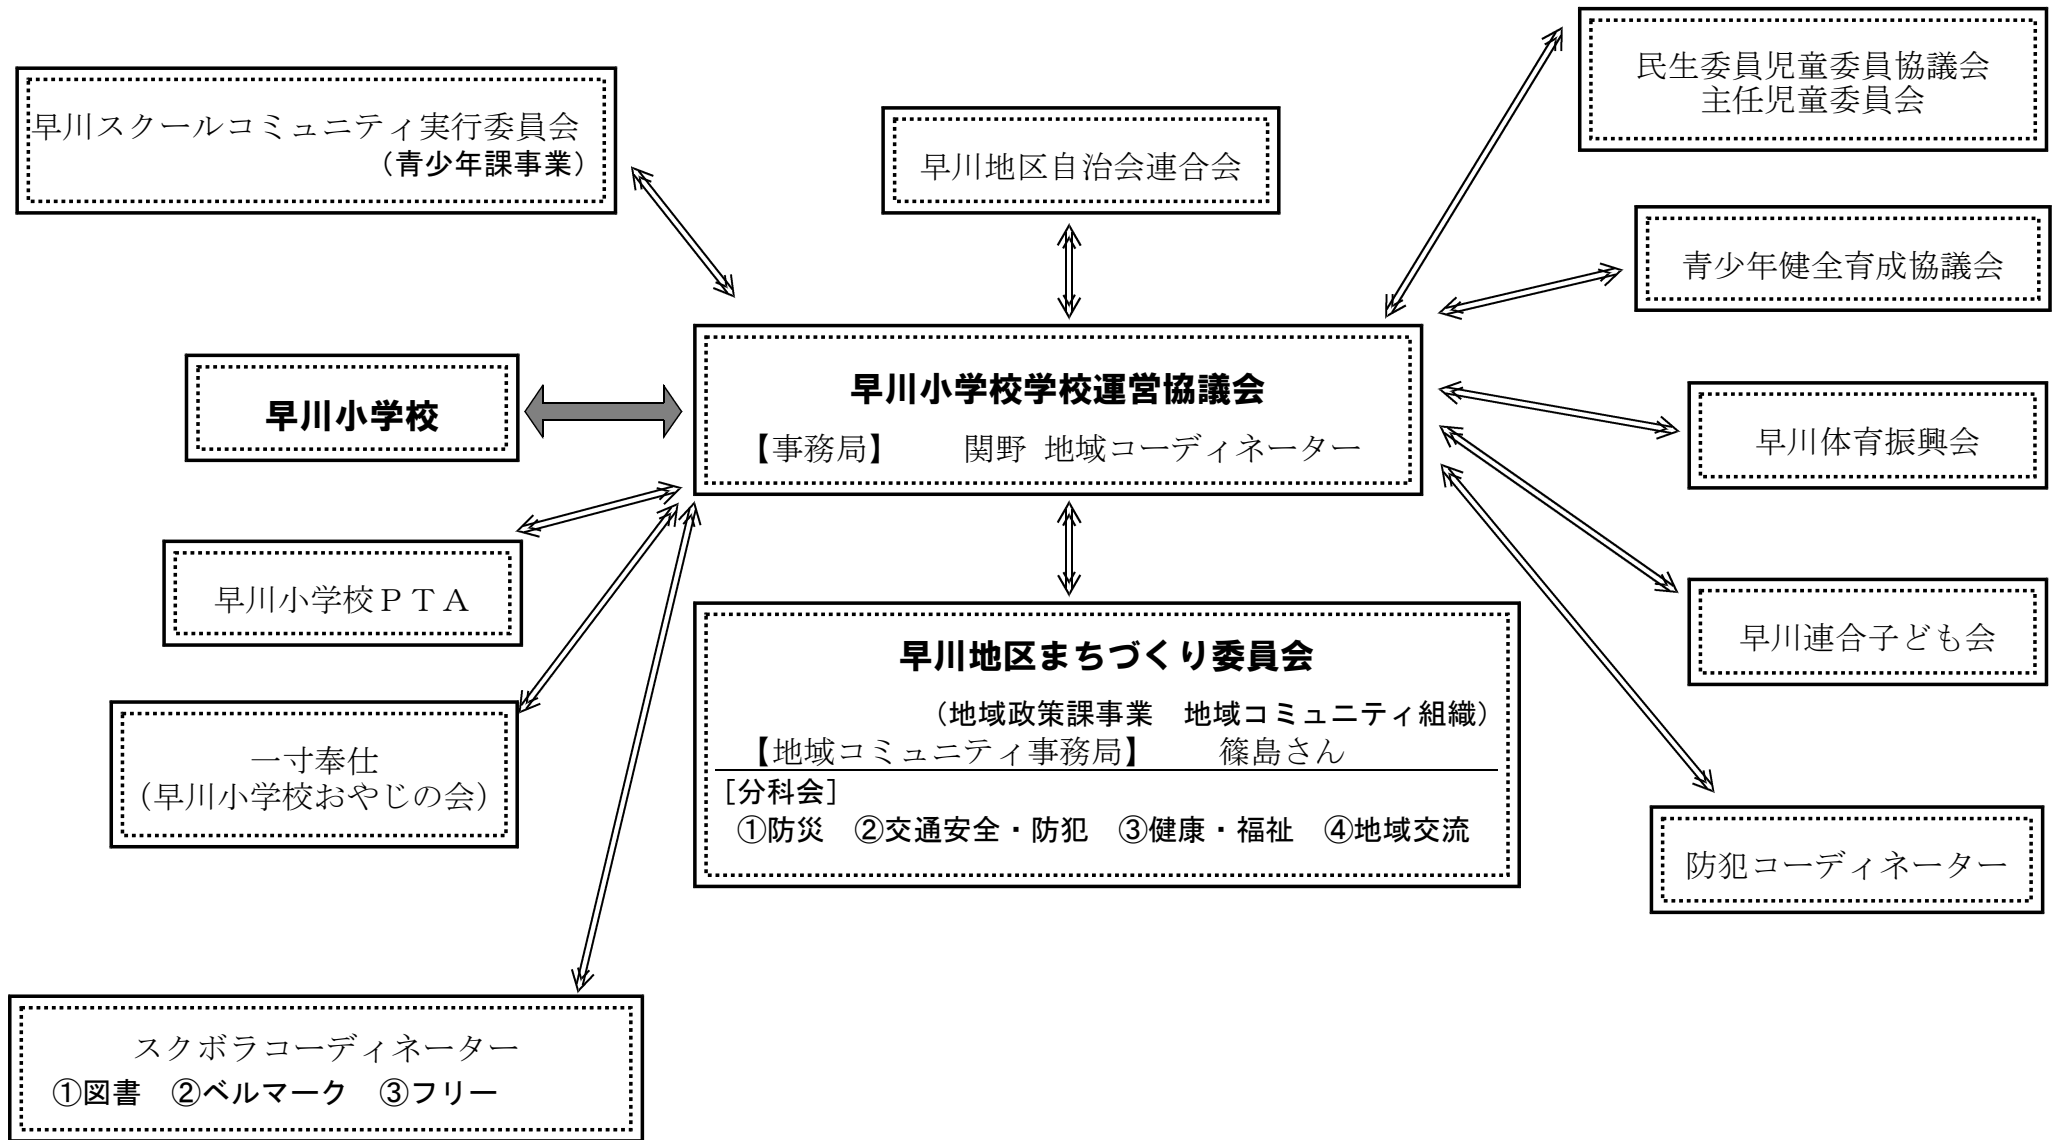 民生委員児童委員協議会
主任児童委員会
早川スクールコミュニティ実行委員会
（青少年課事業）
早川地区自治会連合会
青少年健全育成協議会
早川小学校
早川小学校学校運営協議会
【事務局】　　関野 地域コーディネーター
早川体育振興会
早川小学校ＰＴＡ
早川地区まちづくり委員会
（地域政策課事業　地域コミュニティ組織）
【地域コミュニティ事務局】　　篠島さん
［分科会］
①防災　②交通安全・防犯　③健康・福祉　④地域交流
早川連合子ども会
一寸奉仕
（早川小学校おやじの会）
防犯コーディネーター
スクボラコーディネーター
①図書　②ベルマーク　③フリー